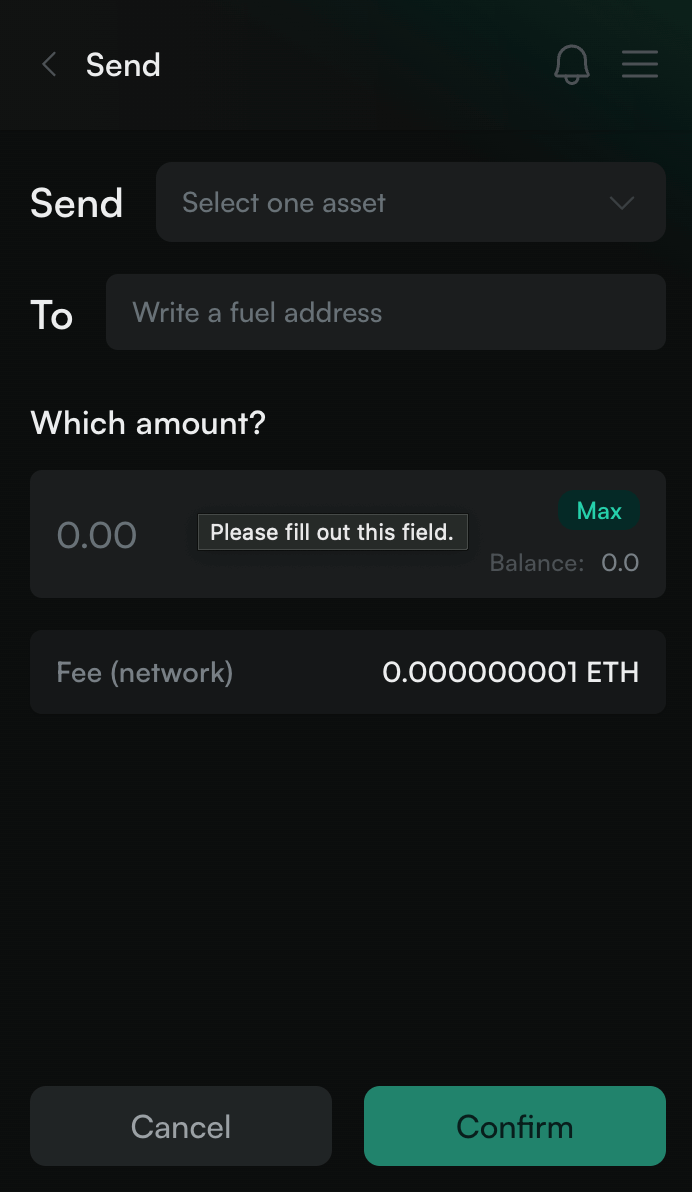 Send
Send Select one asset
To Write a fuel address
Which amount?
Max
0.00 Please fill out this field.
Balance: 0.0
Fee (network) 0.000000001 ETH
Cancel Confirm